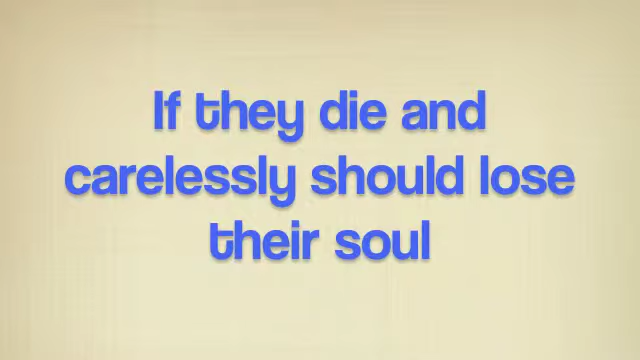 If they die and
carelessly should lose
their soul